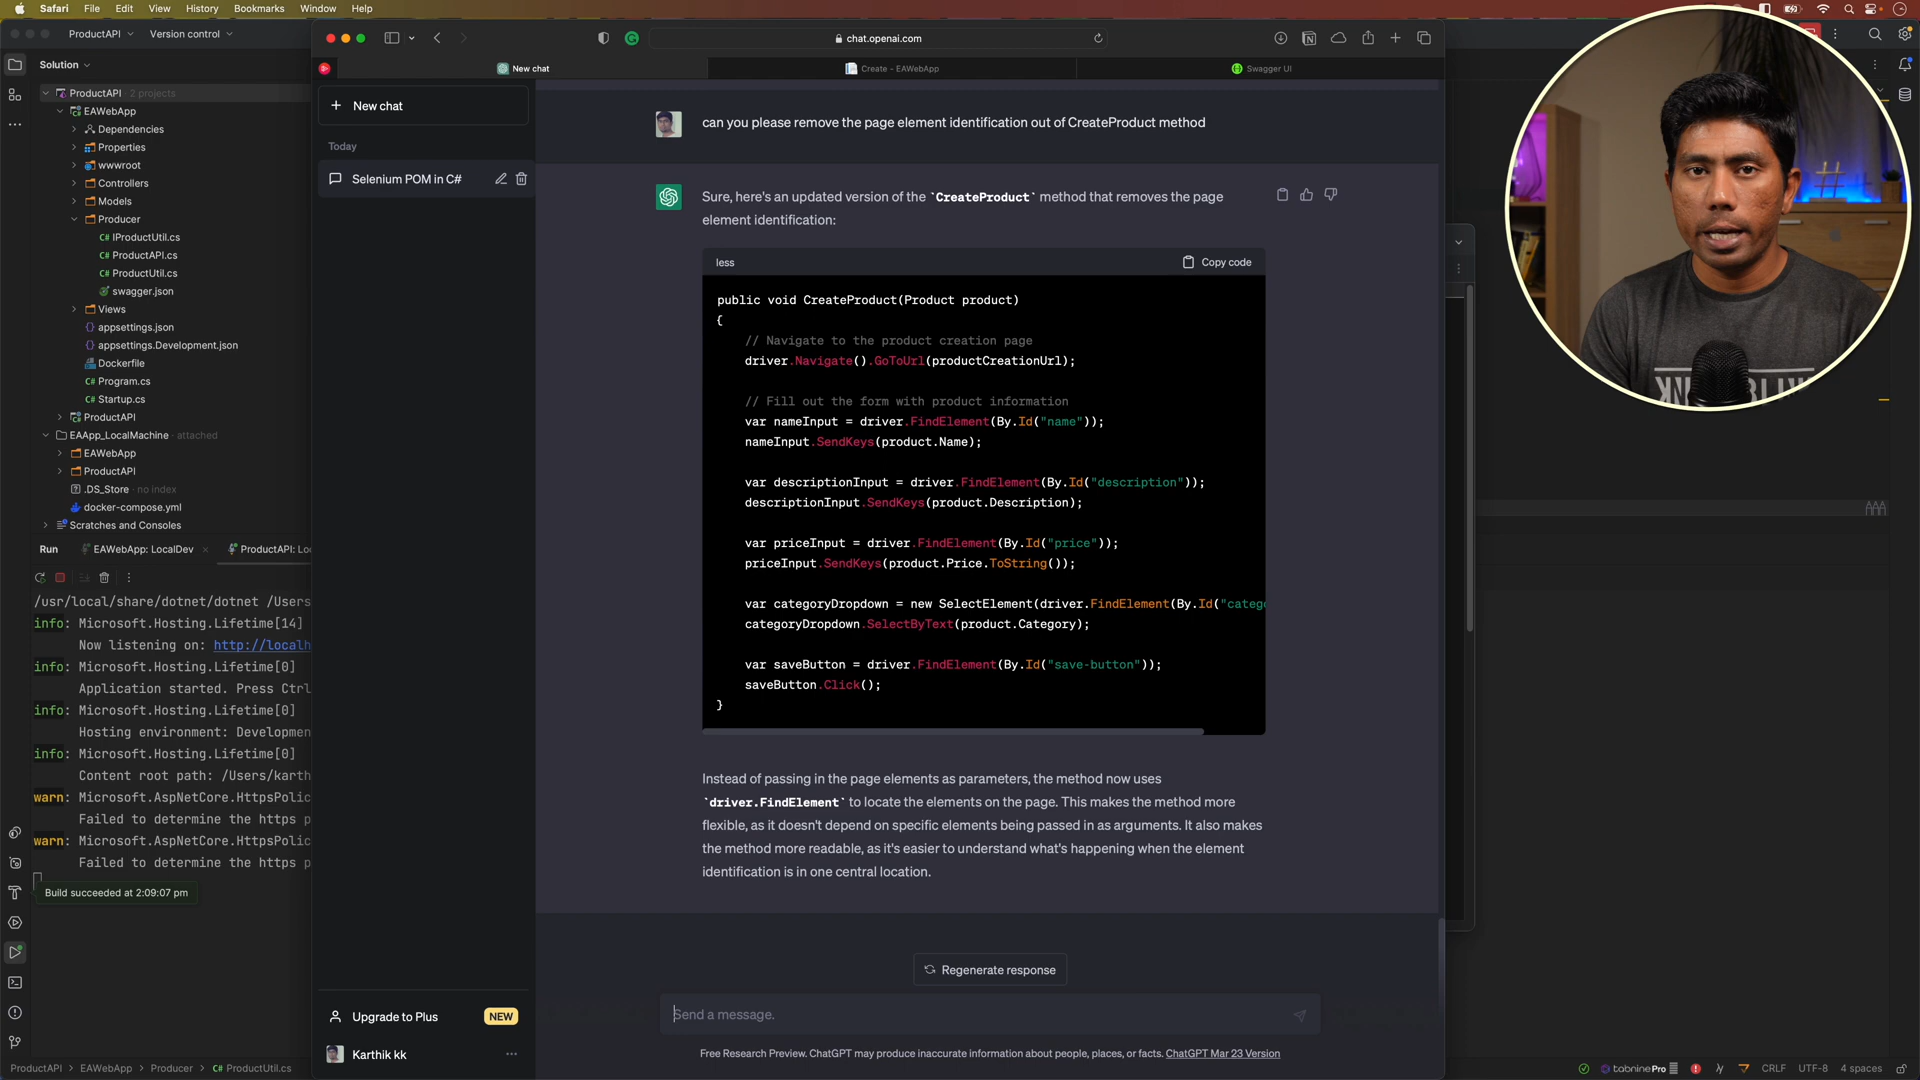 Safari File Edit View History Bookmarks Window Help
ProductAPI Version control
chat.openai.com
Solution
New chat
Create - EAWebApp
Swagger UI
ProductAPI 2 projects
EAWebApp
Dependencies
Properties
wwwroot
Controllers
Models
Producer
C# IProductUtil.cs
C# ProductAPI.cs
C# ProductUtil.cs
swagger.json
Views
appsettings.json
appsettings.Development.json
Dockerfile
C# Program.cs
C# Startup.cs
ProductAPI
EAApp_LocalMachine attached
EAWebApp
ProductAPI
.DS_Store no index
docker-compose.yml
Scratches and Consoles
Run EAWebApp: LocalDev ProductAPI: Lo
/usr/local/share/dotnet/dotnet /Users
info: Microsoft.Hosting.Lifetime[14]
Now listening on: http://localh
info: Microsoft.Hosting.Lifetime[0]
Application started. Press Ctrl
info: Microsoft.Hosting.Lifetime[0]
Hosting environment: Developmen
info: Microsoft.Hosting.Lifetime[0]
Content root path: /Users/karth
warn: Microsoft.AspNetCore.HttpsPolic
Failed to determine the https p
warn: Microsoft.AspNetCore.HttpsPolic
Failed to determine the https p
Build succeeded at 2:09:07 pm
+ New chat
Today
Selenium POM in C#
Upgrade to Plus NEW
Karthik kk
can you please remove the page element identification out of CreateProduct method
Sure, here's an updated version of the `CreateProduct` method that removes the page
element identification:
less Copy code
public void CreateProduct(Product product)
{
// Navigate to the product creation page
driver.Navigate().GoToUrl(productCreationUrl);
// Fill out the form with product information
var nameInput = driver.FindElement(By.Id("name"));
nameInput.SendKeys(product.Name);
var descriptionInput = driver.FindElement(By.Id("description"));
descriptionInput.SendKeys(product.Description);
var priceInput = driver.FindElement(By.Id("price"));
priceInput.SendKeys(product.Price.ToString());
var categoryDropdown = new SelectElement(driver.FindElement(By.Id("catego
categoryDropdown.SelectByText(product.Category);
var saveButton = driver.FindElement(By.Id("save-button"));
saveButton.Click();
}
Instead of passing in the page elements as parameters, the method now uses
`driver.FindElement` to locate the elements on the page. This makes the method more
flexible, as it doesn't depend on specific elements being passed in as arguments. It also makes
the method more readable, as it's easier to understand what's happening when the element
identification is in one central location.
Regenerate response
Send a message.
Free Research Preview. ChatGPT may produce inaccurate information about people, places, or facts. ChatGPT Mar 23 Version
ProductAPI > EAWebApp > Producer > C# ProductUtil.cs
tabninePro CRLF UTF-8 4 spaces